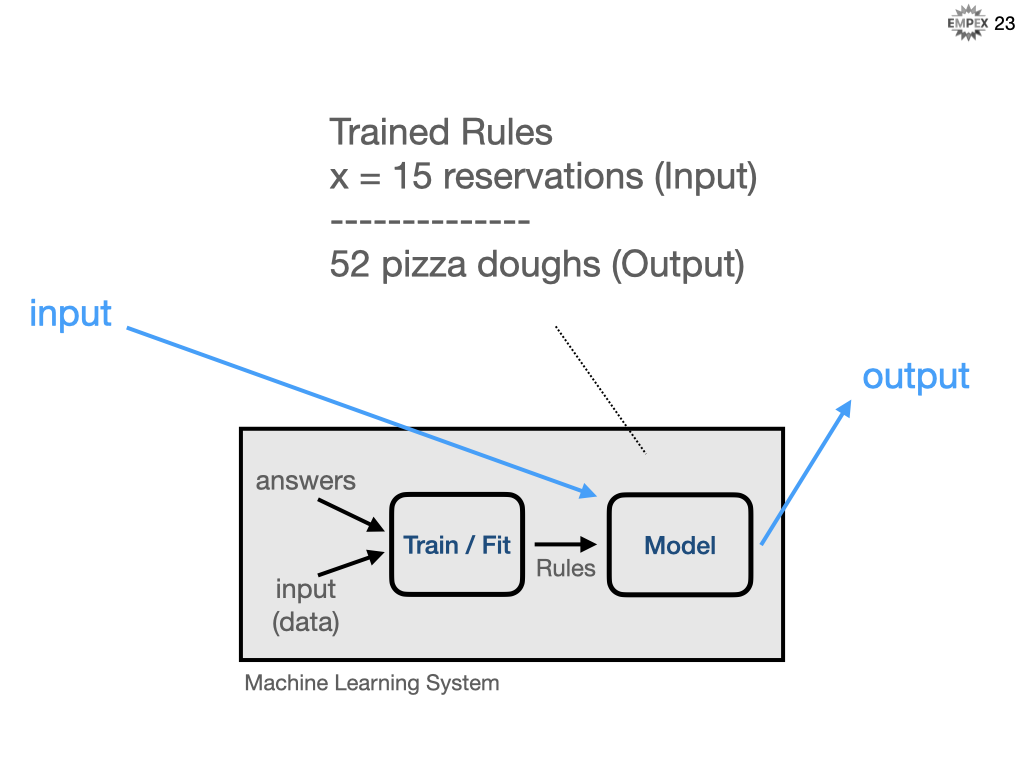 EMPEX 23
Trained Rules
x = 15 reservations (Input)
--------------
52 pizza doughs (Output)
input
output
answers
Train / Fit
Rules
Model
input
(data)
Machine Learning System